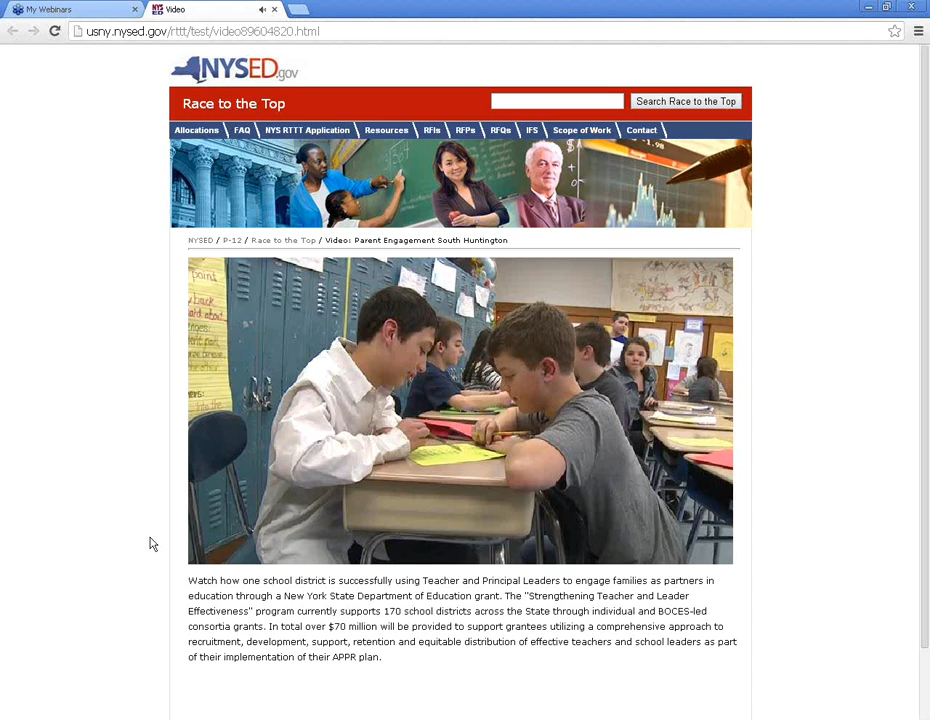 My Webinars
Video
usny.nysed.gov/rttt/test/video89604820.html
NYSED.gov
Race to the Top
Search Race to the Top
Allocations FAQ NYS RTTT Application Resources RFIs RFPs RFQs IFS Scope of Work Contact
NYSED / P-12 / Race to the Top / Video: Parent Engagement South Huntington
Watch how one school district is successfully using Teacher and Principal Leaders to engage families as partners in
education through a New York State Department of Education grant. The "Strengthening Teacher and Leader
Effectiveness" program currently supports 170 school districts across the State through individual and BOCES-led
consortia grants. In total over $70 million will be provided to support grantees utilizing a comprehensive approach to
recruitment, development, support, retention and equitable distribution of effective teachers and school leaders as part
of their implementation of their APPR plan.